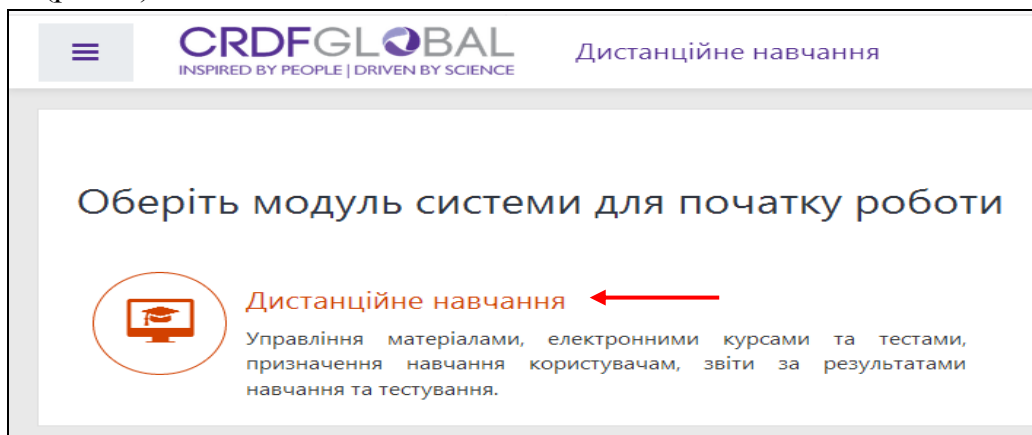 CRDFGLOBAL
INSPIRED BY PEOPLE | DRIVEN BY SCIENCE
Дистанційне навчання
Оберіть модуль системи для початку роботи
Дистанційне навчання
Управління матеріалами, електронними курсами та тестами,
призначення навчання користувачам, звіти за результатами
навчання та тестування.